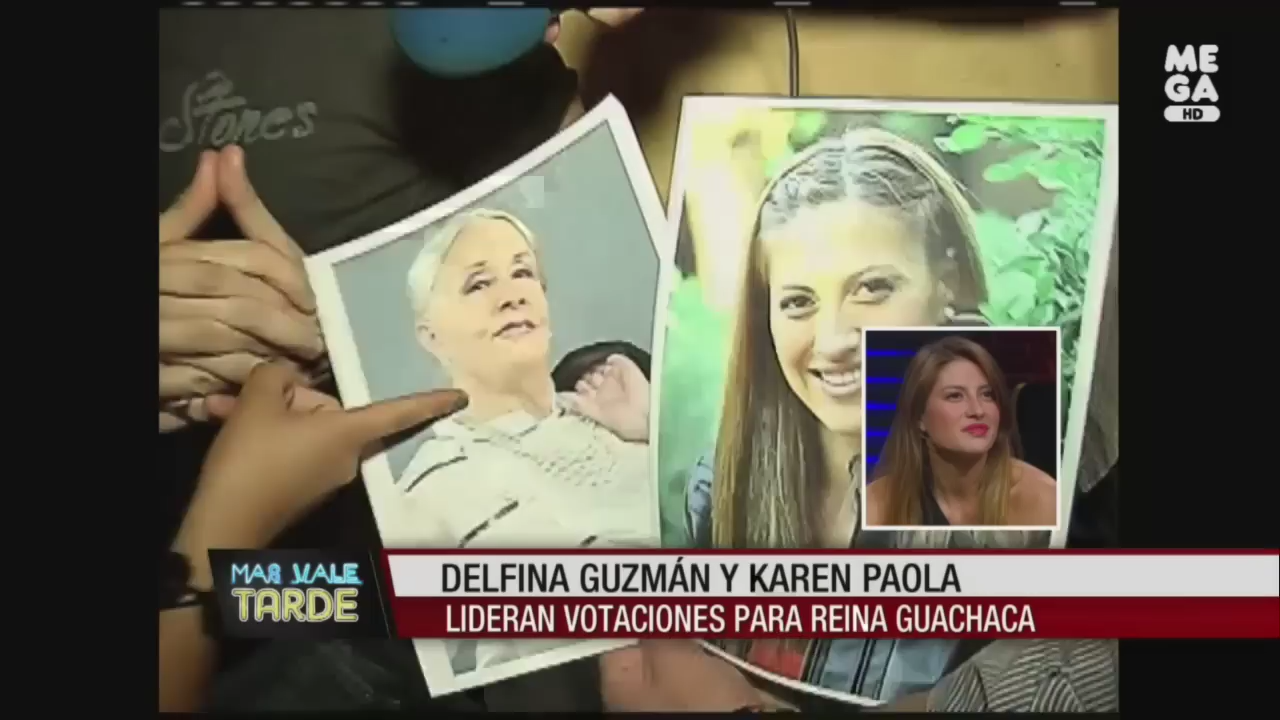 MEGA
HD
Stones
MAS VALE
TARDE
DELFINA GUZMÁN Y KAREN PAOLA
LIDERAN VOTACIONES PARA REINA GUACHACA